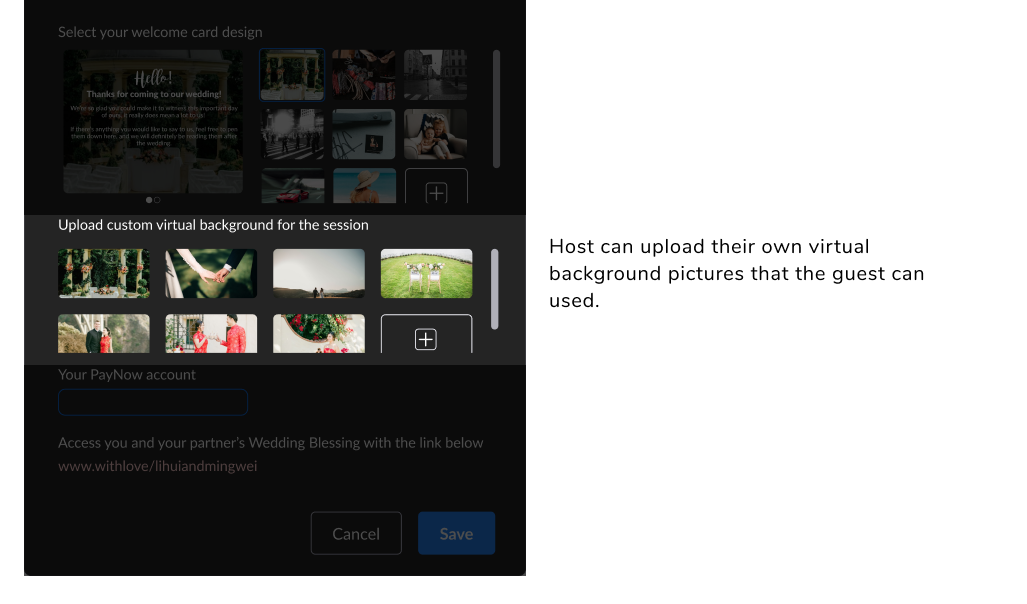 Select your welcome card design
Hello!
Thanks for coming to our wedding!
We're so glad you could make it to witness this important day
of ours, it really does mean a lot to us!
If there's anything you would like to say to us, feel free to pen
them down here, and we will definitely be reading them after
the wedding.
Upload custom virtual background for the session
Host can upload their own virtual
background pictures that the guest can
used.
Your PayNow account
Access you and your partner's Wedding Blessing with the link below
www.withlove/lihuiandmingwei
Cancel
Save